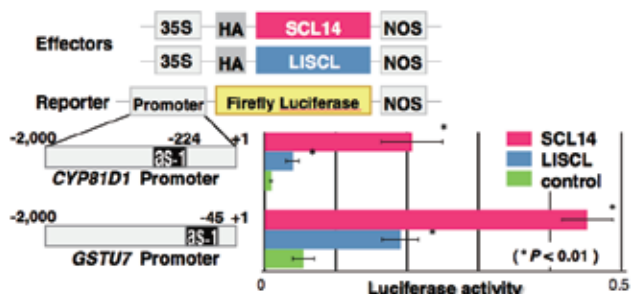 Effectors
35S HA SCL14 NOS
35S HA LISCL NOS
Reporter Promoter Firefly Luciferase NOS
-2,000 -224 +1
as-1
CYP81D1 Promoter
-2,000 -45 +1
as-1
GSTU7 Promoter
*
*
*
*
SCL14
LISCL
control
( * P < 0.01 )
0 0.5
Luciferase activity